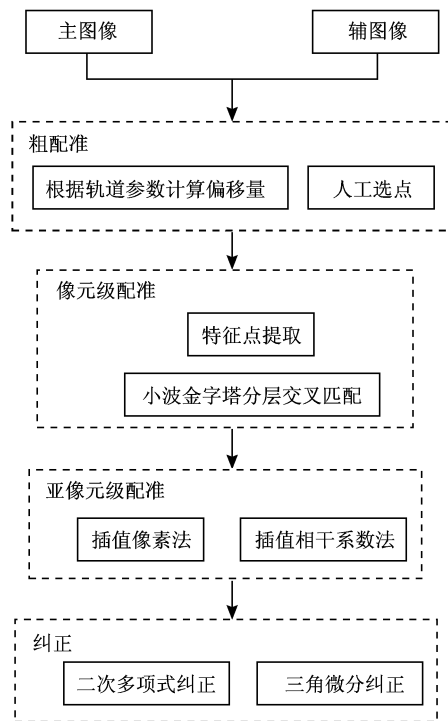 主图像
辅图像
粗配准
根据轨道参数计算偏移量
人工选点
像元级配准
特征点提取
小波金字塔分层交叉匹配
亚像元级配准
插值像素法
插值相干系数法
纠正
二次多项式纠正
三角微分纠正